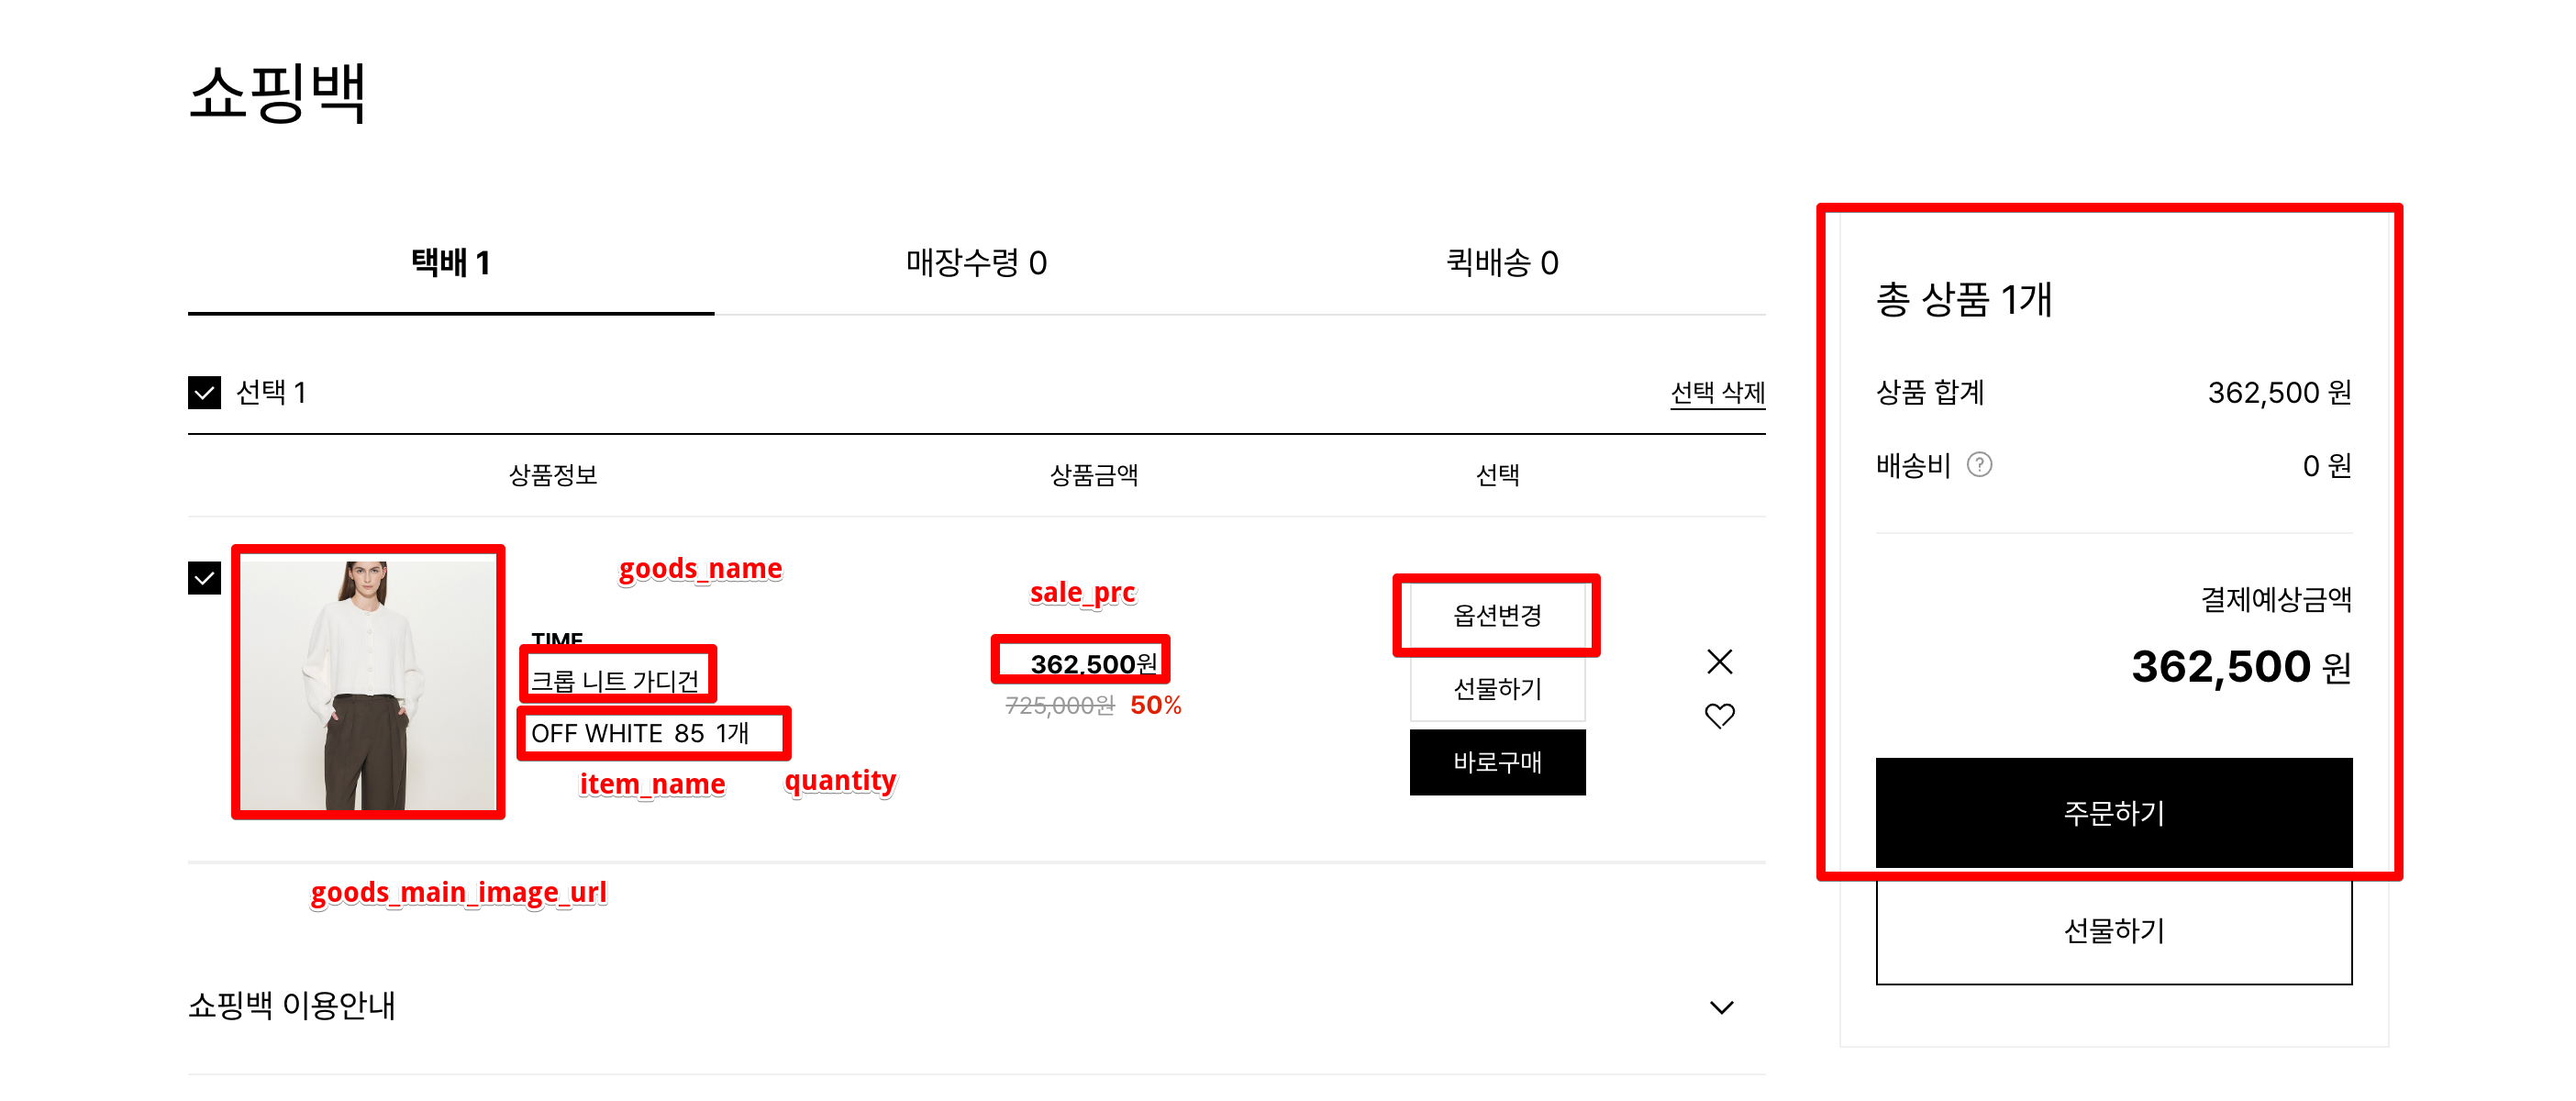 쇼핑백
택배 1
매장수령 0
퀵배송 0
선택 1
선택 삭제
상품정보
상품금액
선택
goods_name
TIME
크롭 니트 가디건
OFF WHITE 85 1개
item_name
quantity
goods_main_image_url
sale_prc
362,500원
725,000원 50%
옵션변경
선물하기
바로구매
쇼핑백 이용안내
총 상품 1개
상품 합계 362,500 원
배송비 ? 0 원
결제예상금액
362,500 원
주문하기
선물하기